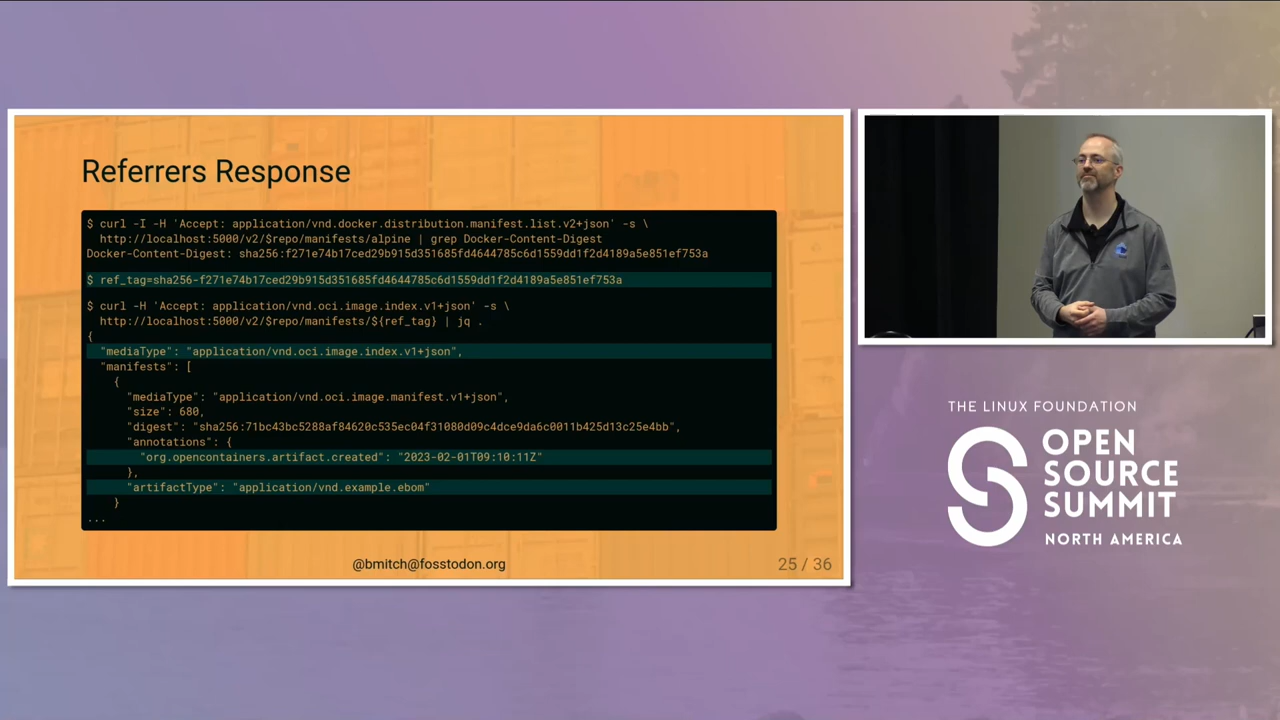 Referrers Response
$ curl -I -H 'Accept: application/vnd.docker.distribution.manifest.list.v2+json' -s \
http://localhost:5000/v2/$repo/manifests/alpine | grep Docker-Content-Digest
Docker-Content-Digest: sha256:f271e74b17ced29b915d351685fd4644785c6d1559dd1f2d4189a5e851ef753a
$ ref_tag=sha256-f271e74b17ced29b915d351685fd4644785c6d1559dd1f2d4189a5e851ef753a
$ curl -H 'Accept: application/vnd.oci.image.index.v1+json' -s \
http://localhost:5000/v2/$repo/manifests/${ref_tag} | jq .
{
"mediaType": "application/vnd.oci.image.index.v1+json",
"manifests": [
{
"mediaType": "application/vnd.oci.image.manifest.v1+json",
"size": 680,
"digest": "sha256:71bc43bc5288af84620c535ec04f31080d09c4dce9da6c0011b425d13c25e4bb",
"annotations": {
"org.opencontainers.artifact.created": "2023-02-01T09:10:11Z"
},
"artifactType": "application/vnd.example.ebom"
}
...
@bmitch@fosstodon.org
25 / 36
THE LINUX FOUNDATION
OPEN
SOURCE
SUMMIT
NORTH AMERICA